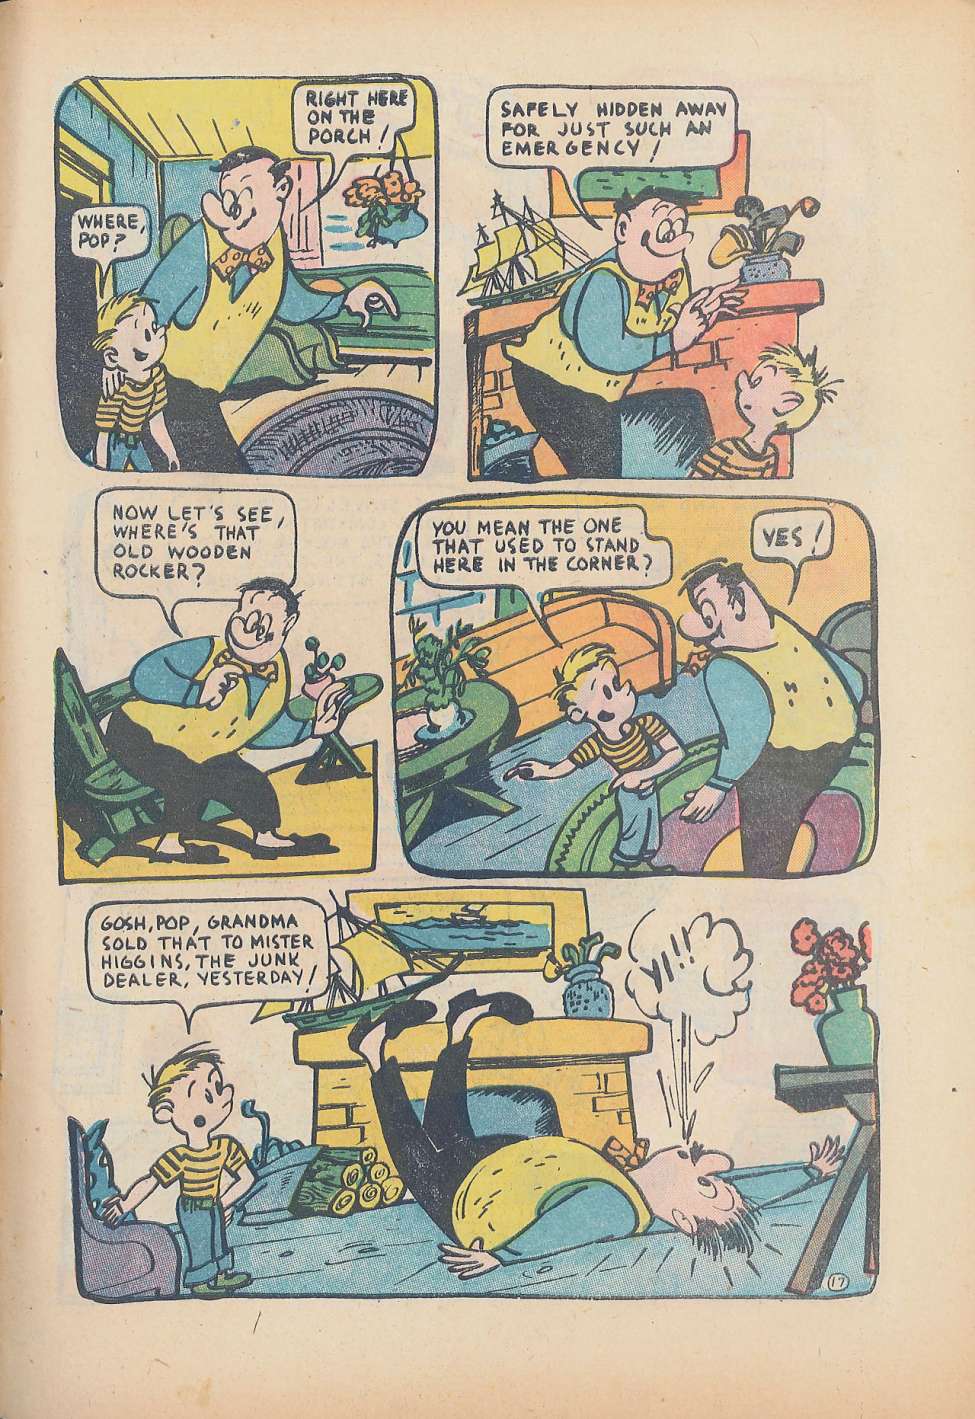 WHERE,
POP?
RIGHT HERE
ON THE
PORCH!
SAFELY HIDDEN AWAY
FOR JUST SUCH AN
EMERGENCY!
NOW LET'S SEE,
WHERE'S THAT
OLD WOODEN
ROCKER?
YOU MEAN THE ONE
THAT USED TO STAND
HERE IN THE CORNER?
YES!
GOSH, POP, GRANDMA
SOLD THAT TO MISTER
HIGGINS, THE JUNK
DEALER, YESTERDAY!
YI!!
17